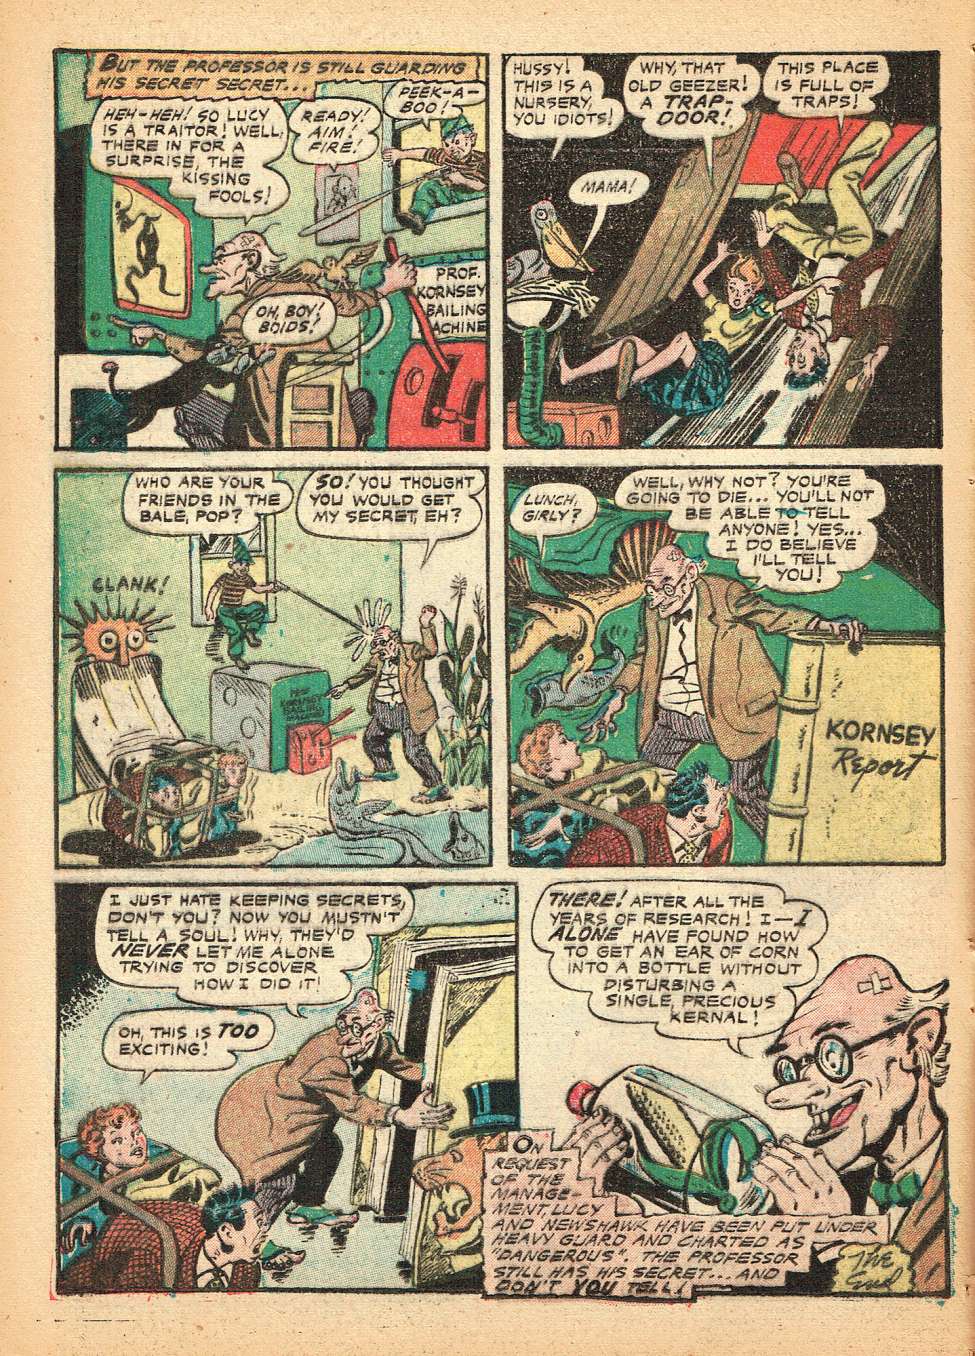 BUT THE PROFESSOR IS STILL GUARDING
HIS SECRET SECRET...
HEH-HEH! SO LUCY
IS A TRAITOR! WELL,
THERE IN FOR A
SURPRISE, THE
KISSING
FOOLS!
READY!
AIM!
FIRE!
PEEK-A-
BOO!
OH, BOY!
BOIDS!
PROF.
KORNSEY
BAILING
MACHINE
HUSSY!
THIS IS A
NURSERY,
YOU IDIOTS!
WHY, THAT
OLD GEEZER!
A TRAP-
DOOR!
THIS PLACE
IS FULL OF
TRAPS!
MAMA!
WHO ARE YOUR
FRIENDS IN THE
BALE, POP?
SO! YOU THOUGHT
YOU WOULD GET
MY SECRET, EH?
CLANK!
KORNSEY
BAILING
MACHINE
LUNCH,
GIRLY?
WELL, WHY NOT? YOU'RE
GOING TO DIE... YOU'LL NOT
BE ABLE TO TELL
ANYONE! YES...
I DO BELIEVE
I'LL TELL
YOU!
KORNSEY
Report
I JUST HATE KEEPING SECRETS,
DON'T YOU? NOW YOU MUSTN'T
TELL A SOUL! WHY, THEY'D
NEVER LET ME ALONE
TRYING TO DISCOVER
HOW I DID IT!
OH, THIS IS TOO
EXCITING!
THERE! AFTER ALL THE
YEARS OF RESEARCH! I—I
ALONE HAVE FOUND HOW
TO GET AN EAR OF CORN
INTO A BOTTLE WITHOUT
DISTURBING A
SINGLE, PRECIOUS
KERNAL!
ON
REQUEST
OF THE
MANAGE-
MENT, LUCY
AND NEWSHAWK HAVE BEEN PUT UNDER
HEAVY GUARD AND CHARTED AS
"DANGEROUS". THE PROFESSOR
STILL HAS HIS SECRET... AND
DON'T YOU TELL!
THE
End